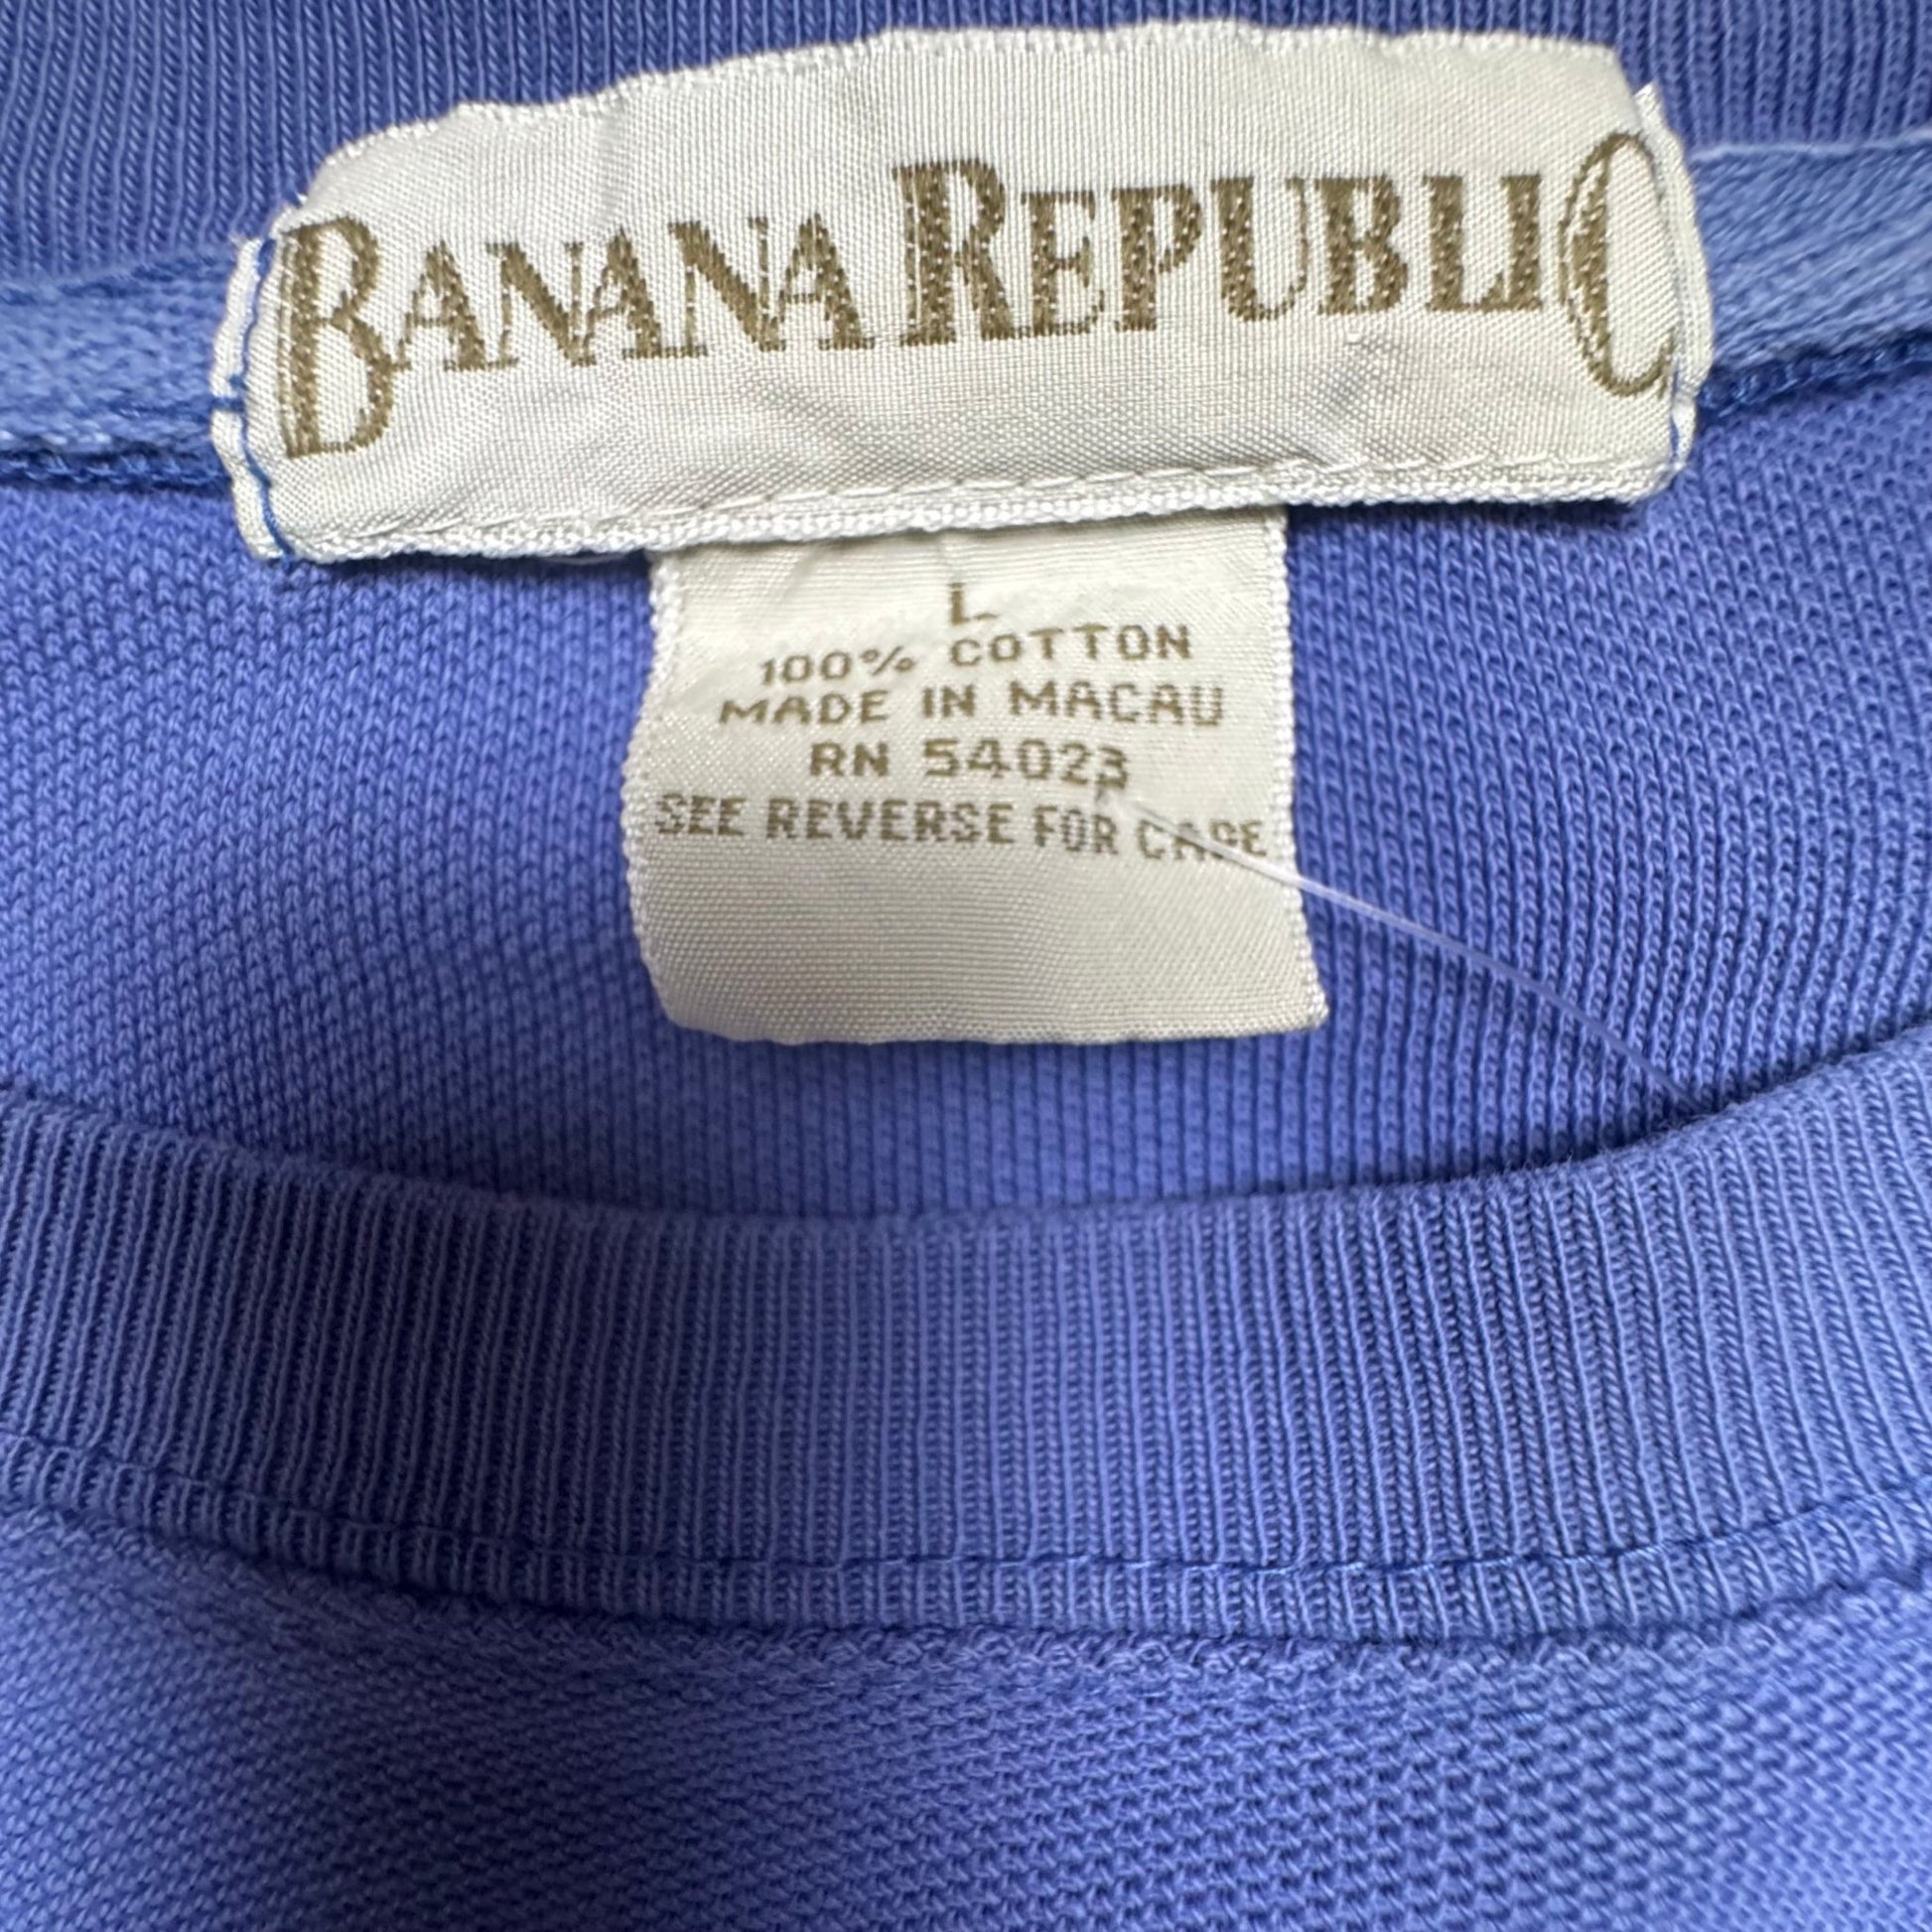 BANANA REPUBLIC
L
100% COTTON
MADE IN MACAU
RN 54023
SEE REVERSE FOR CARE